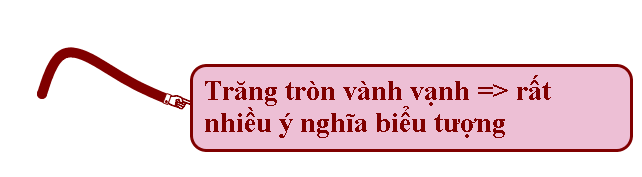 Trăng tròn vành vạnh => rất
nhiều ý nghĩa biểu tượng